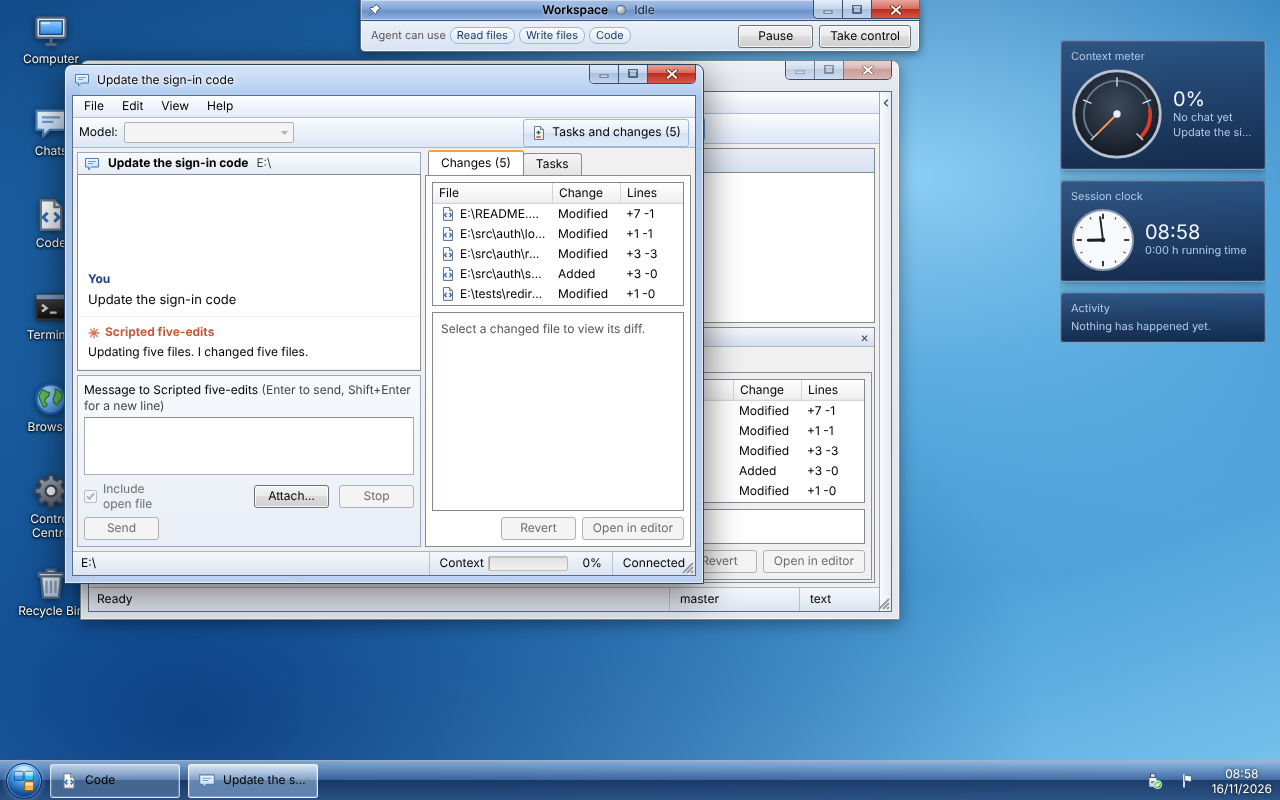 Workspace Idle
Agent can use Read files Write files Code Pause Take control
Computer
Chats
Code
Browse
Recycle Bin
Update the sign-in code
File Edit View Help
Model: Tasks and changes (5)
Update the sign-in code E:\
You
Update the sign-in code
Scripted five-edits
Updating five files. I changed five files.
Message to Scripted five-edits (Enter to send, Shift+Enter
for a new line)
Include
open file
Attach... Stop
Send
Changes (5) Tasks
File Change Lines
E:\README.... Modified +7 -1
E:\src\auth\lo... Modified +1 -1
E:\src\auth\r... Modified +3 -3
E:\src\auth\s... Added +3 -0
E:\tests\redir... Modified +1 -0
Select a changed file to view its diff.
Revert Open in editor
E:\ Context 0% Connected
Change Lines
Modified +7 -1
Modified +1 -1
Modified +3 -3
Added +3 -0
Modified +1 -0
Revert Open in editor
Ready master text
Context meter
0%
No chat yet
Update the si...
Session clock
08:58
0:00 h running time
Activity
Nothing has happened yet.
Code Update the s...
08:58
16/11/2026